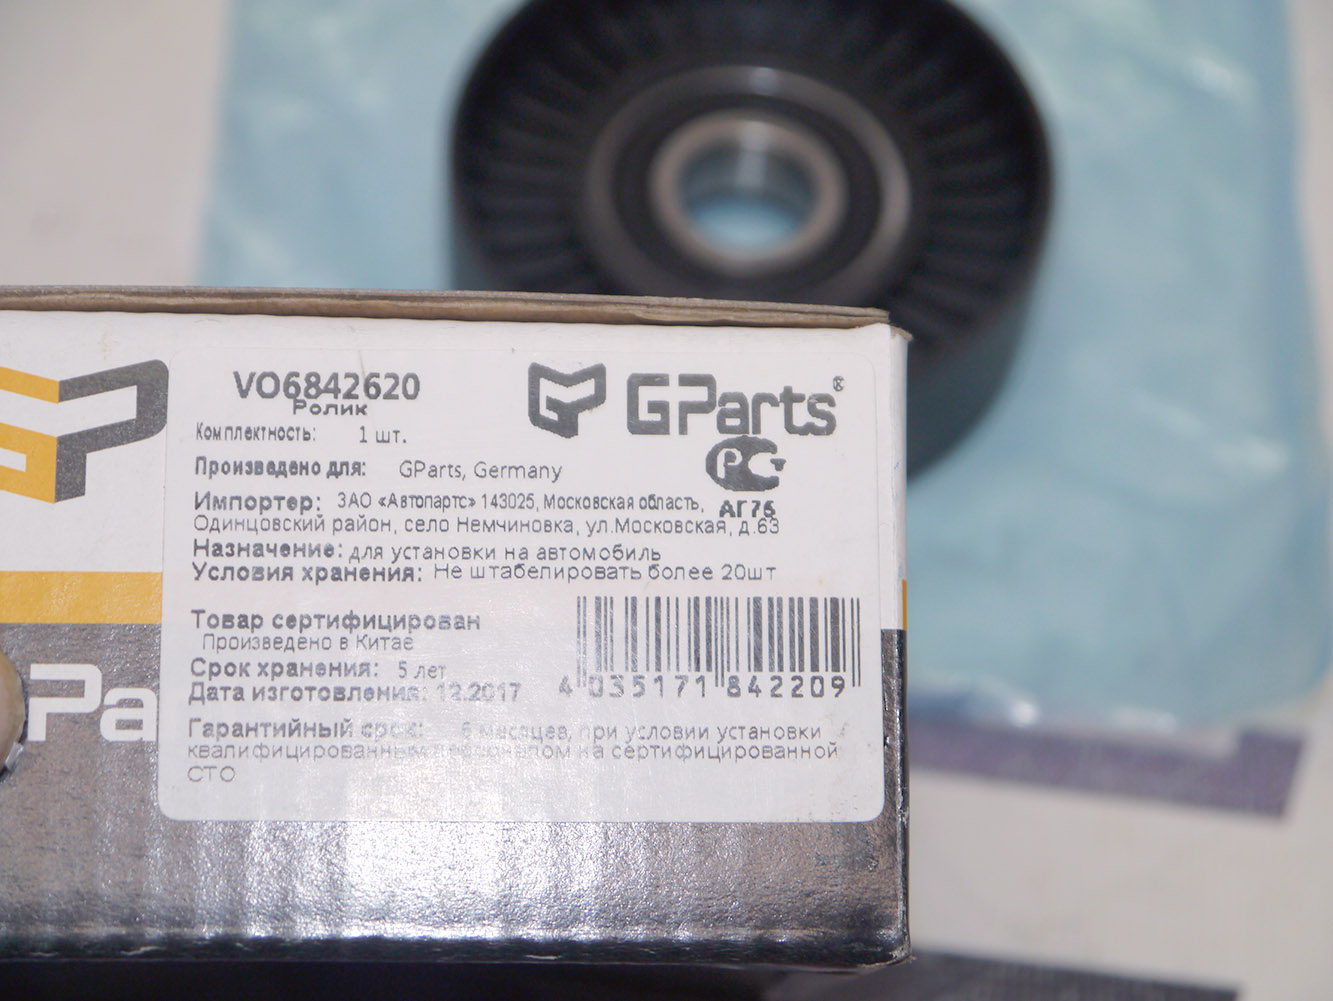 VO6842620
Ролик
GParts®
Комплектность: 1 шт.
Произведено для: GParts, Germany
РС
АГ76
Импортер: ЗАО «Автопартс» 143025, Московская область,
Одинцовский район, село Немчиновка, ул.Московская, д.63
Назначение: для установки на автомобиль
Условия хранения: Не штабелировать более 20шт
Товар сертифицирован
Произведено в Китае
Срок хранения: 5 лет
Дата изготовления: 12.2017
4 035171 842209
Гарантийный срок: 6 месяцев, при условии установки
квалифицированным персоналом на сертифицированной
СТО
Pa